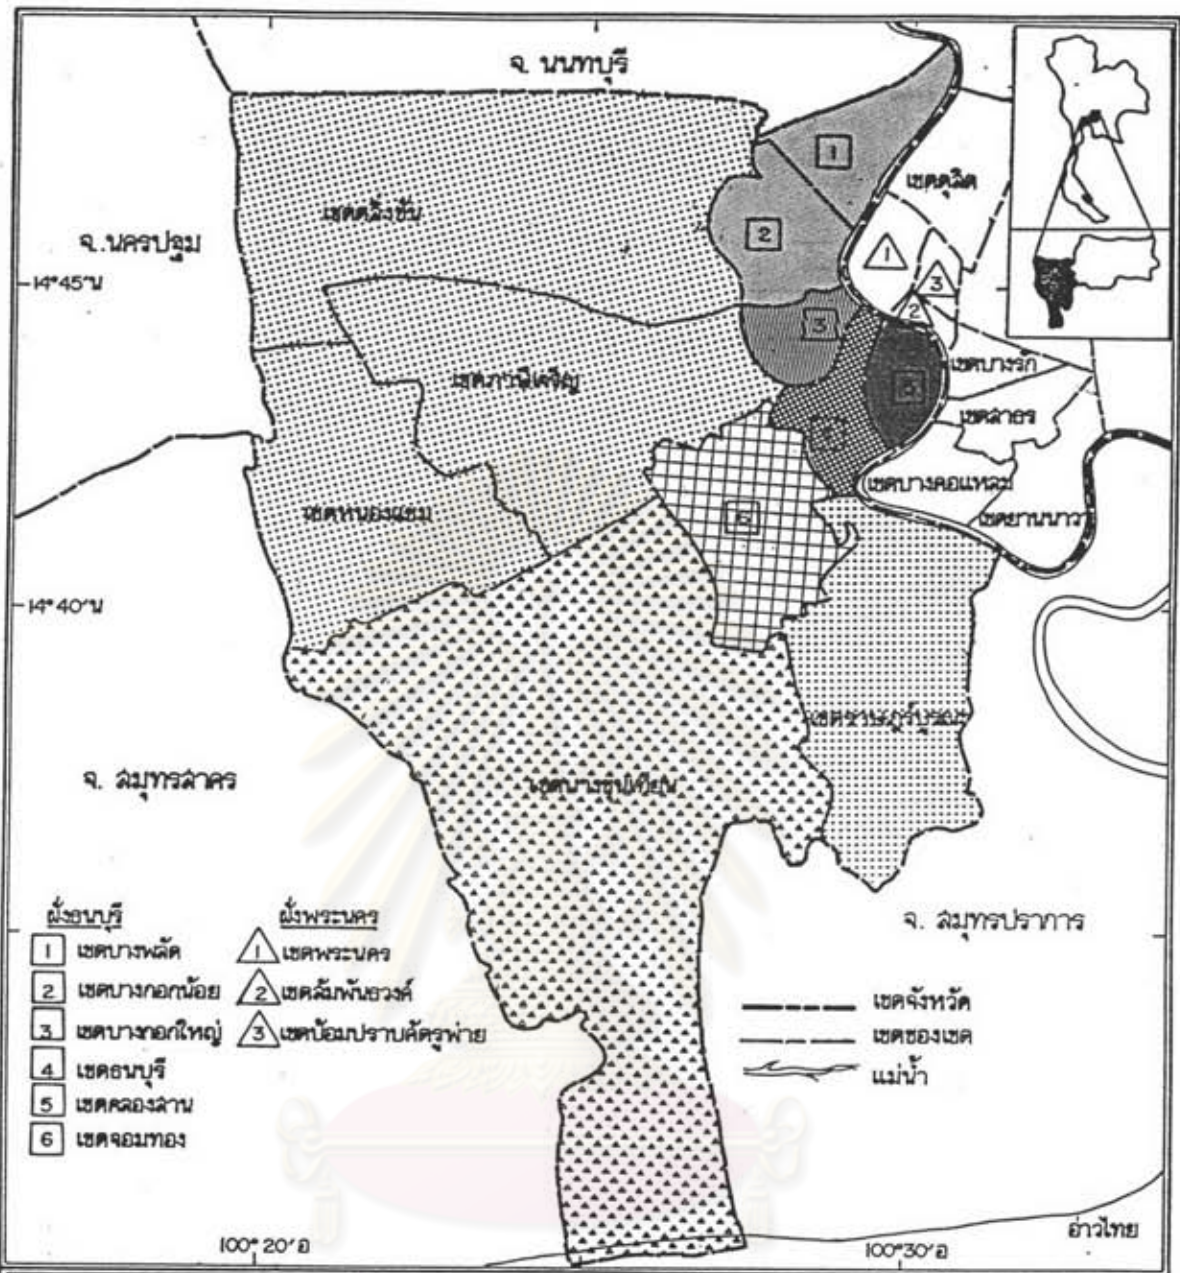 จ. นนทบุรี
1
เขตดุสิต
เขตตลิ่งชัน
2
จ. นครปฐม
1
14°45'น
3
2
3
เขตบางรัก
เขตภาษีเจริญ
5
เขตสาธร
4
เขตบางคอแหลม
เขตหนองแขม
6
เขตยานนาวา
14°40'น
เขตราษฎร์บูรณะ
จ. สมุทรสาคร
เขตบางขุนเทียน
ฝั่งธนบุรี
ฝั่งพระนคร
จ. สมุทรปราการ
1 เขตบางพลัด
1 เขตพระนคร
2 เขตบางกอกน้อย
2 เขตสัมพันธวงศ์
3 เขตบางกอกใหญ่
3 เขตป้อมปราบศัตรูพ่าย
4 เขตธนบุรี
5 เขตคลองสาน
6 เขตจอมทอง
เขตจังหวัด
เขตของเขต
แม่น้ำ
อ่าวไทย
100°20'อ
100°30'อ